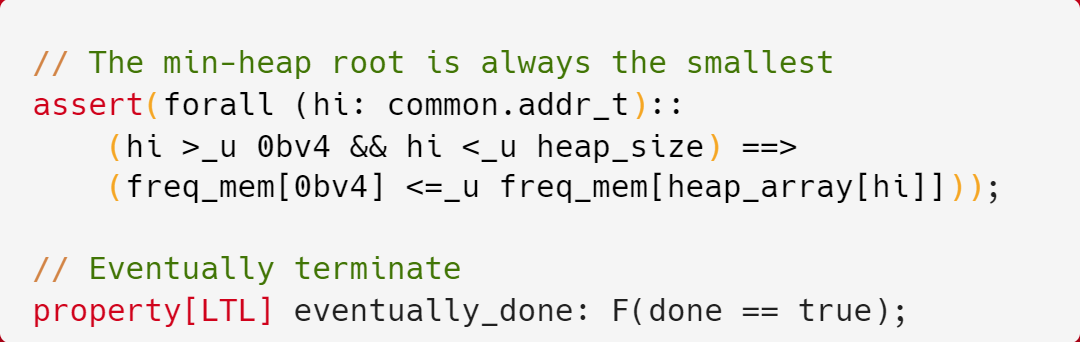 // The min-heap root is always the smallest
assert(forall (hi: common.addr_t)::
    (hi >_u 0bv4 && hi <_u heap_size) ==>
    (freq_mem[0bv4] <=_u freq_mem[heap_array[hi]]));

// Eventually terminate
property[LTL] eventually_done: F(done == true);